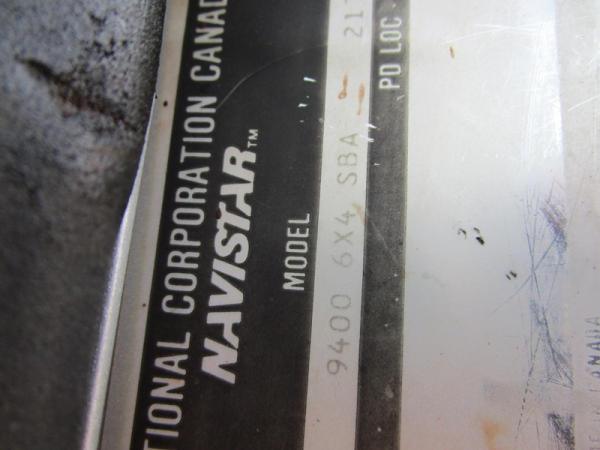 TIONAL CORPORATION CANAD
NAVISTAR™
MODEL
9400 6X4 SBA 21
PD LOC